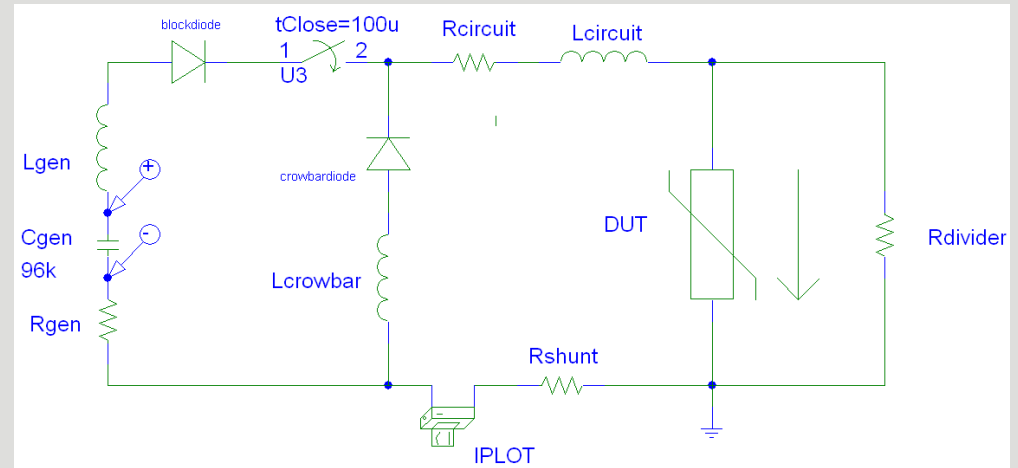 blockdiode
tClose=100u
1 2
U3
Rcircuit
Lcircuit
Lgen
+
crowbardiode
Cgen
-
96k
DUT
Rdivider
Lcrowbar
Rgen
Rshunt
IPLOT